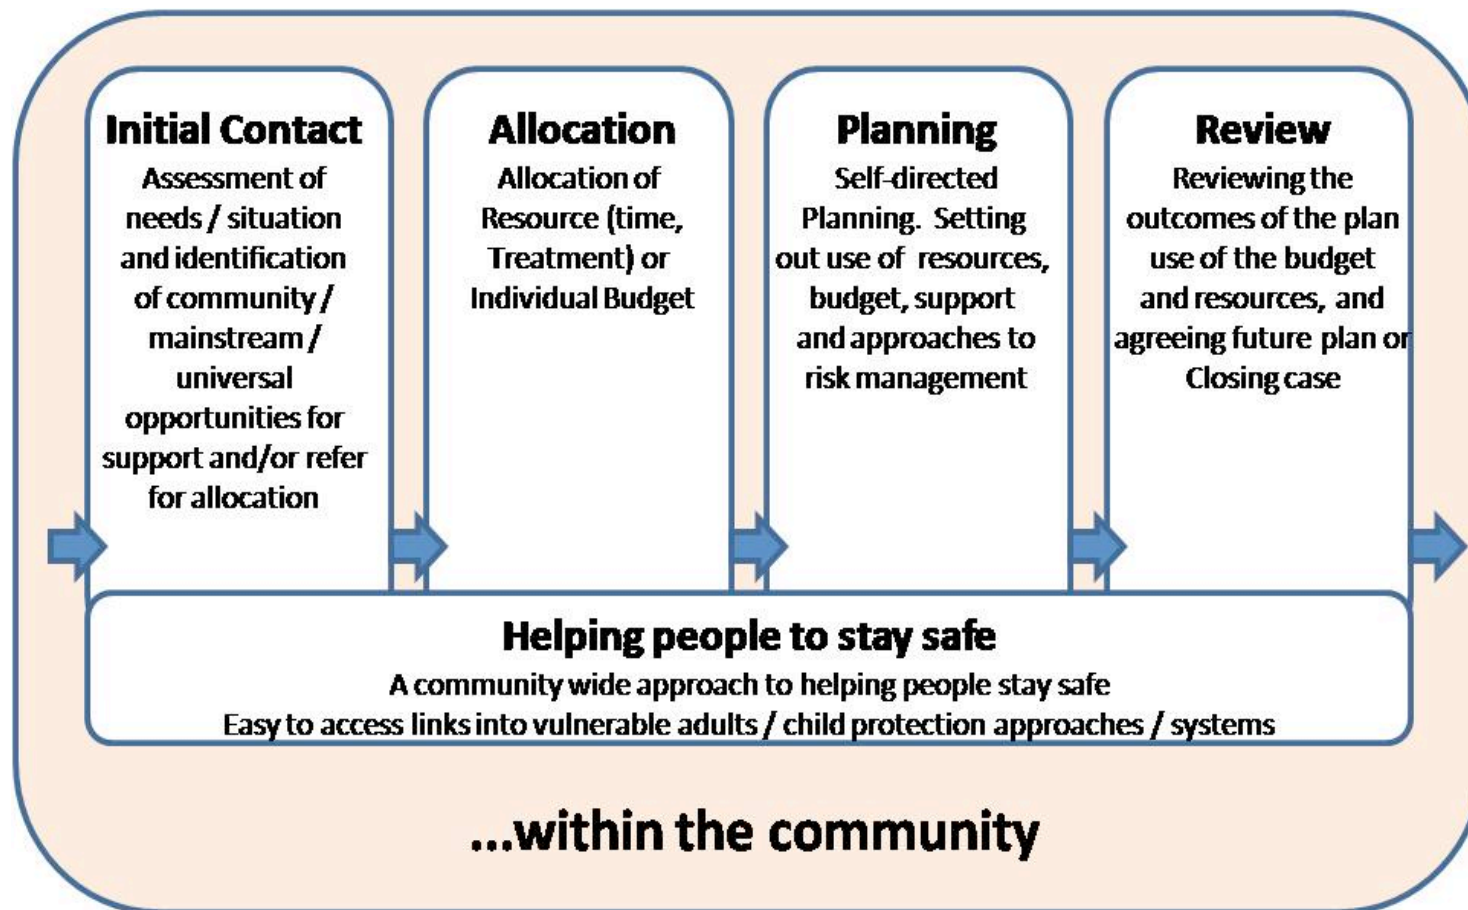 Initial Contact
Assessment of
needs / situation
and identification
of community /
mainstream /
universal
opportunities for
support and/or refer
for allocation
Allocation
Allocation of
Resource (time,
Treatment) or
Individual Budget
Planning
Self-directed
Planning. Setting
out use of resources,
budget, support
and approaches to
risk management
Review
Reviewing the
outcomes of the plan
use of the budget
and resources, and
agreeing future plan or
Closing case
Helping people to stay safe
A community wide approach to helping people stay safe
Easy to access links into vulnerable adults / child protection approaches / systems
...within the community